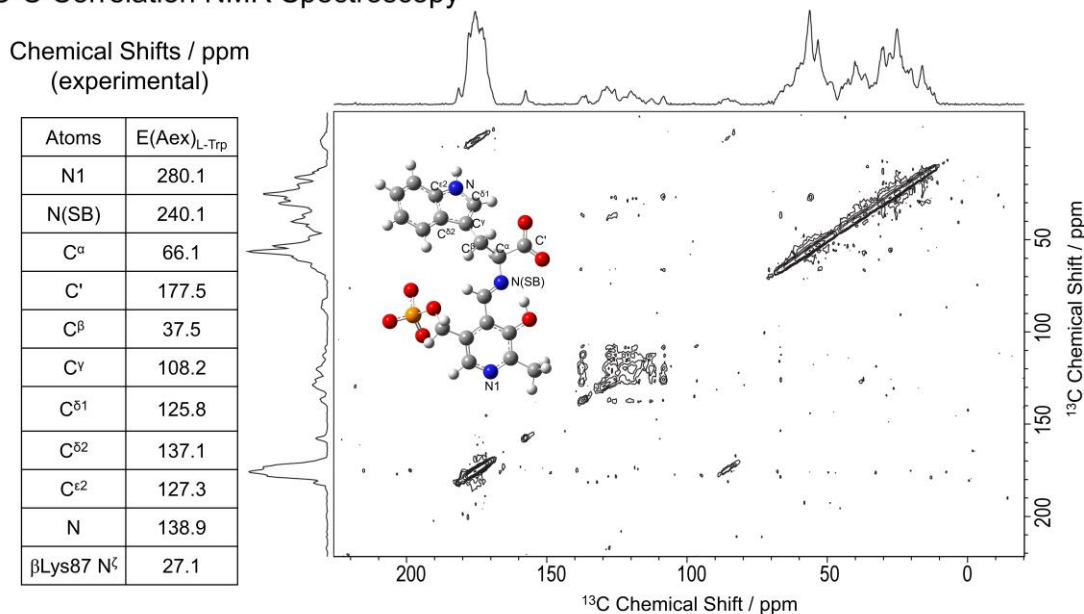 C Correlation NMR Spectroscopy
Chemical Shifts / ppm
(experimental)
Atoms E(Aex)L-Trp
N1 280.1
N(SB) 240.1
Cα 66.1
C' 177.5
Cβ 37.5
Cγ 108.2
Cδ1 125.8
Cδ2 137.1
Cε2 127.3
N 138.9
βLys87 Nζ 27.1
Cε2
N
Cδ1
Cδ2
Cγ
Cβ
Cα
C'
N(SB)
N1
50
100
150
200
13C Chemical Shift / ppm
200 150 100 50 0
13C Chemical Shift / ppm